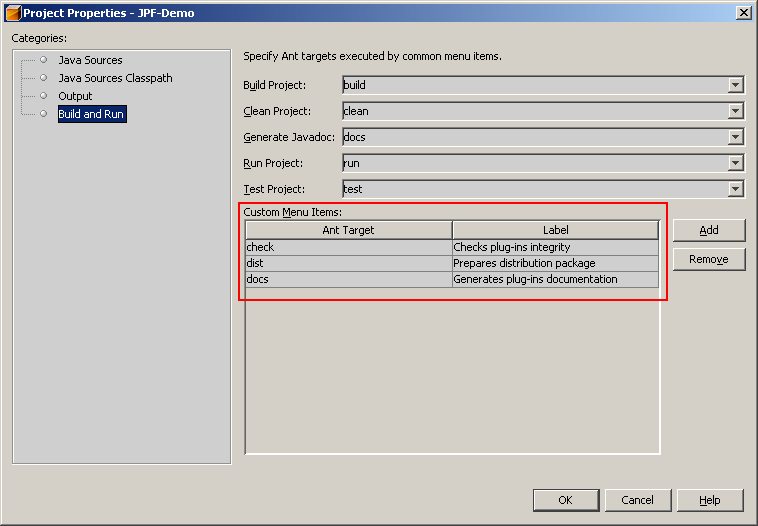 Project Properties - JPF-Demo
Categories:
Java Sources
Java Sources Classpath
Output
Build and Run
Specify Ant targets executed by common menu items.
Build Project: build
Clean Project: clean
Generate Javadoc: docs
Run Project: run
Test Project: test
Custom Menu Items:
Ant Target Label
check Checks plug-ins integrity
dist Prepares distribution package
docs Generates plug-ins documentation
Add
Remove
OK Cancel Help